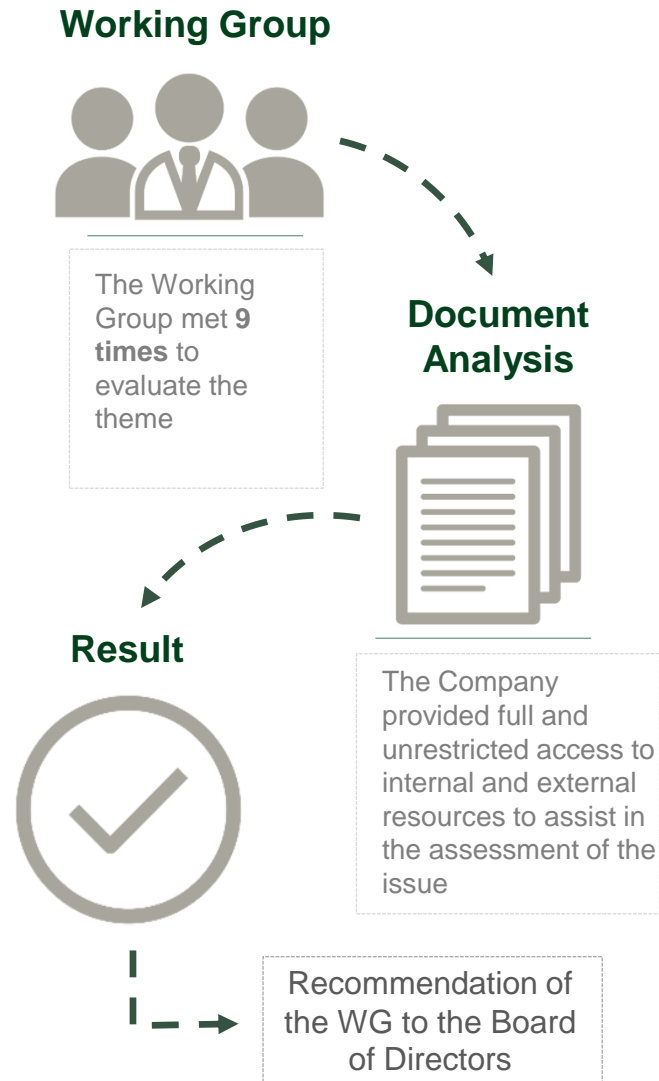 Working Group
The Working
Group met 9
times to
evaluate the
theme
Document
Analysis
Result
The Company
provided full and
unrestricted access to
internal and external
resources to assist in
the assessment of the
issue
Recommendation of
the WG to the Board
of Directors